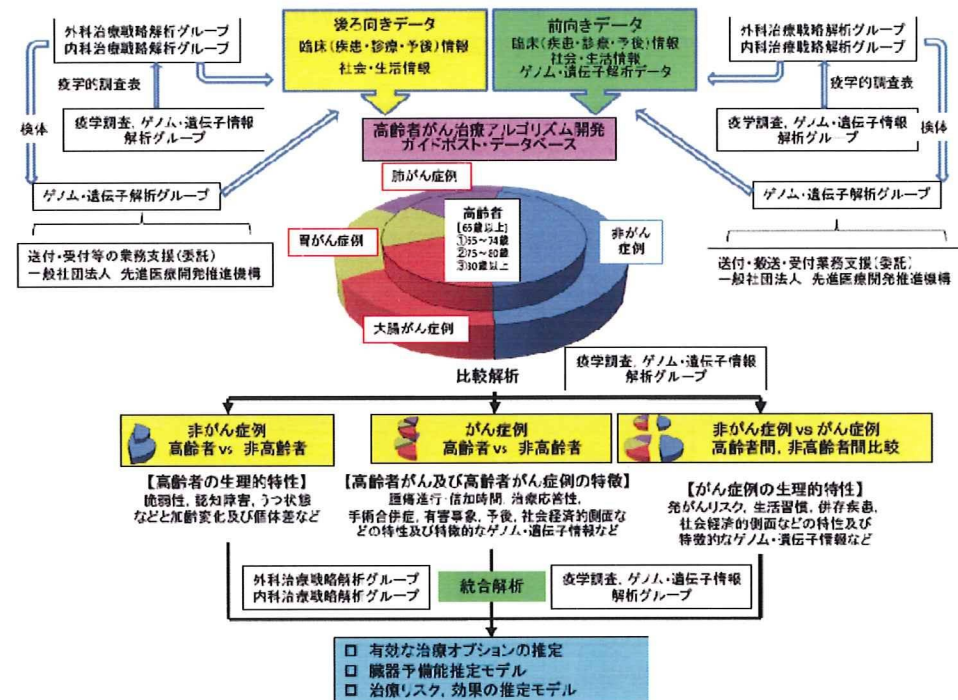 外科治療戦略解析グループ
内科治療戦略解析グループ
疫学的調査表
検体
疫学調査, ゲノム・遺伝子情報
解析グループ
ゲノム・遺伝子解析グループ
送付・受付等の業務支援(委託)
一般社団法人 先進医療開発推進機構
後ろ向きデータ
臨床(疾患・診療・予後)情報
社会・生活情報
前向きデータ
臨床(疾患・診療・予後)情報
社会・生活情報
ゲノム・遺伝子解析データ
外科治療戦略解析グループ
内科治療戦略解析グループ
疫学的調査表
検体
疫学調査, ゲノム・遺伝子情報
解析グループ
ゲノム・遺伝子解析グループ
送付・搬送・受付業務支援(委託)
一般社団法人 先進医療開発推進機構
高齢者がん治療アルゴリズム開発
ガイドポスト・データベース
肺がん症例
胃がん症例
大腸がん症例
高齢者
[65歳以上]
①65~74歳
②75~80歳
③80歳以上
非がん
症例
比較解析
疫学調査, ゲノム・遺伝子情報
解析グループ
非がん症例
高齢者 vs 非高齢者
がん症例
高齢者 vs 非高齢者
非がん症例 vs がん症例
高齢者間, 非高齢者間比較
【高齢者の生理的特性】
脆弱性, 認知障害, うつ状態
などと加齢変化及び個体差など
【高齢者がん及び高齢者がん症例の特徴】
腫瘍進行・倍加時間, 治療応答性,
手術合併症, 有害事象, 予後, 社会経済的側面な
どの特性及び特徴的なゲノム・遺伝子情報など
【がん症例の生理的特性】
発がんリスク, 生活習慣, 併存疾患,
社会経済的側面などの特性及び
特徴的なゲノム・遺伝子情報など
外科治療戦略解析グループ
内科治療戦略解析グループ
統合解析
疫学調査, ゲノム・遺伝子情報
解析グループ
□ 有効な治療オプションの推定
□ 臓器予備能推定モデル
□ 治療リスク, 効果の推定モデル